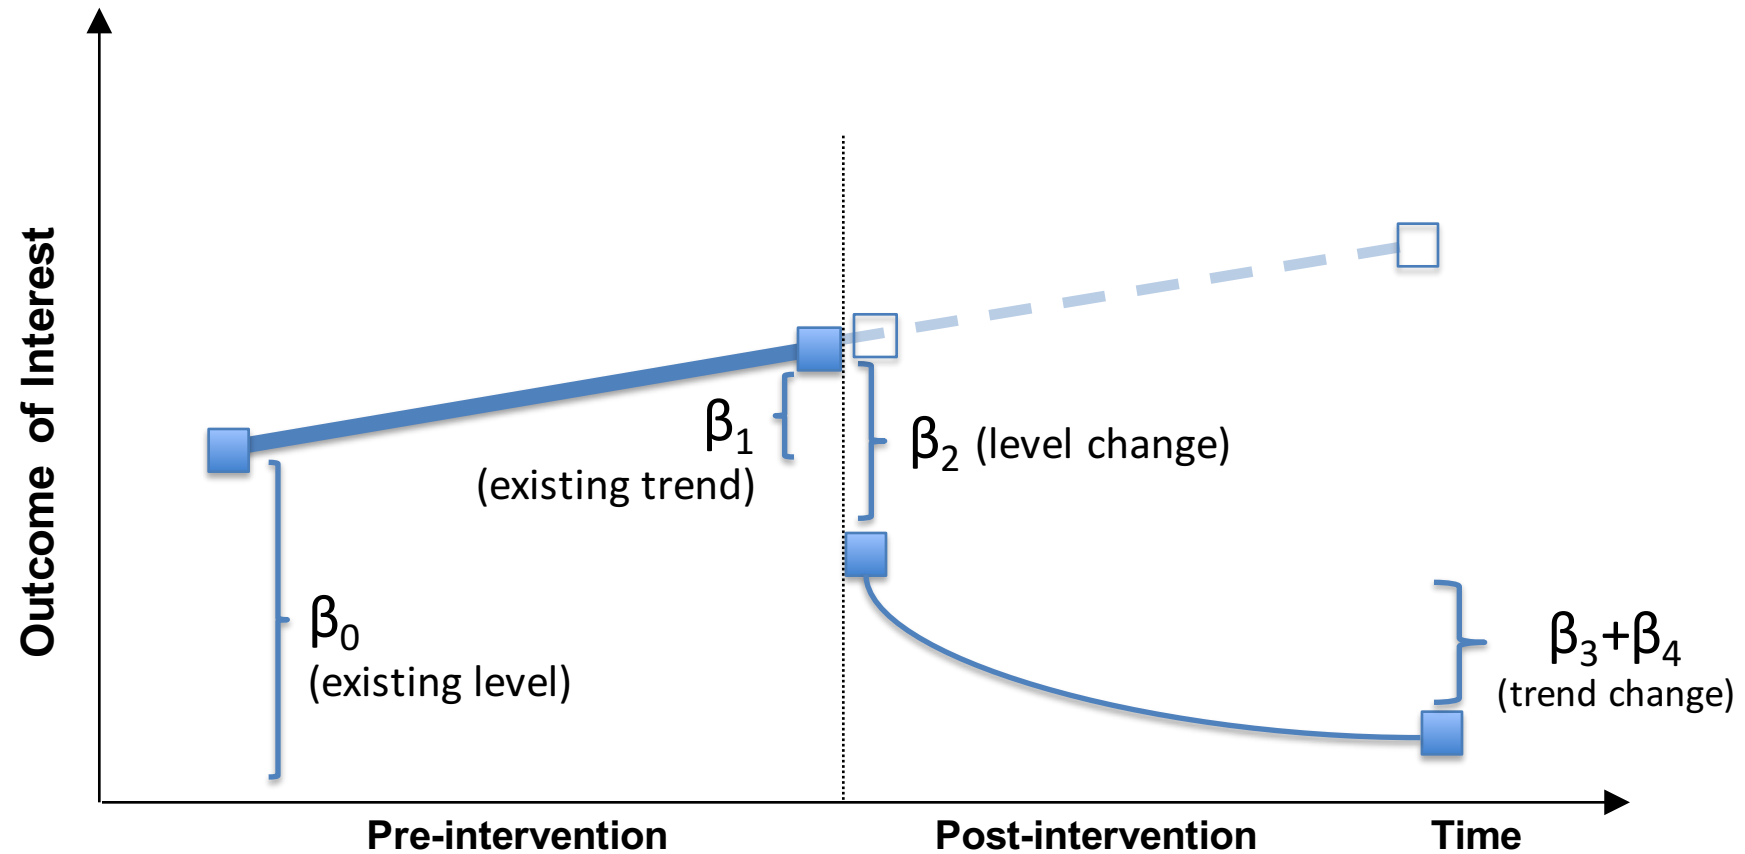 Outcome of Interest
β1
(existing trend)
β2 (level change)
β0
(existing level)
β3+β4
(trend change)
Pre-intervention
Post-intervention
Time